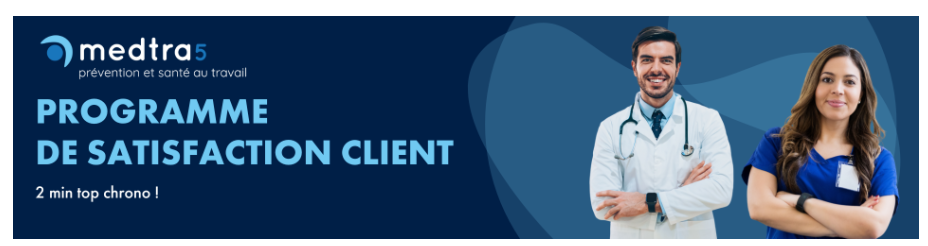 medtra5
prévention et santé au travail
PROGRAMME
DE SATISFACTION CLIENT
2 min top chrono !